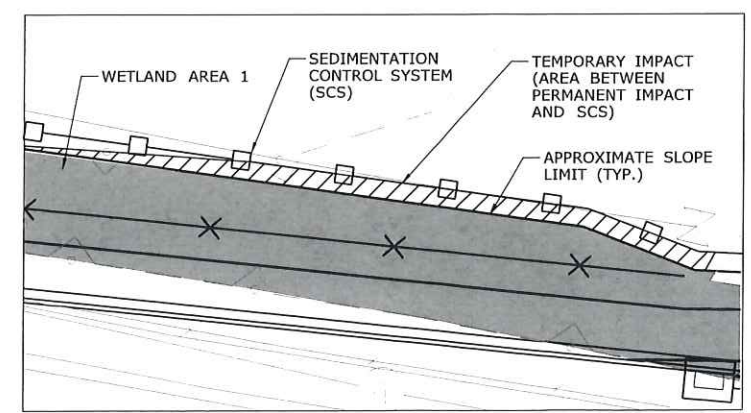 WETLAND AREA 1
SEDIMENTATION
CONTROL SYSTEM
(SCS)
TEMPORARY IMPACT
(AREA BETWEEN
PERMANENT IMPACT
AND SCS)
APPROXIMATE SLOPE
LIMIT (TYP.)